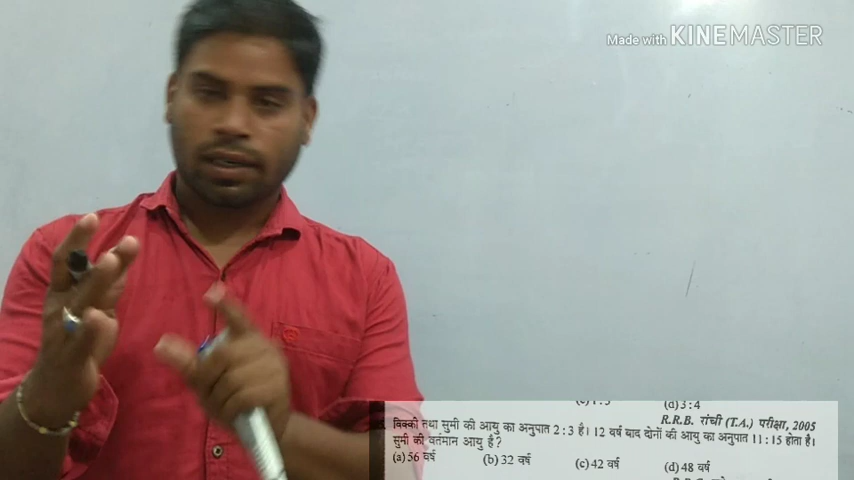 Made with KINEMASTER
(d) 3 : 4
R.R.B. रांची (T.A.) परीक्षा, 2005
विक्की तथा सुमी की आयु का अनुपात 2 : 3 है। 12 वर्ष बाद दोनों की आयु का अनुपात 11 : 15 होता है।
सुमी की वर्तमान आयु है?
(a) 56 वर्ष (b) 32 वर्ष (c) 42 वर्ष (d) 48 वर्ष